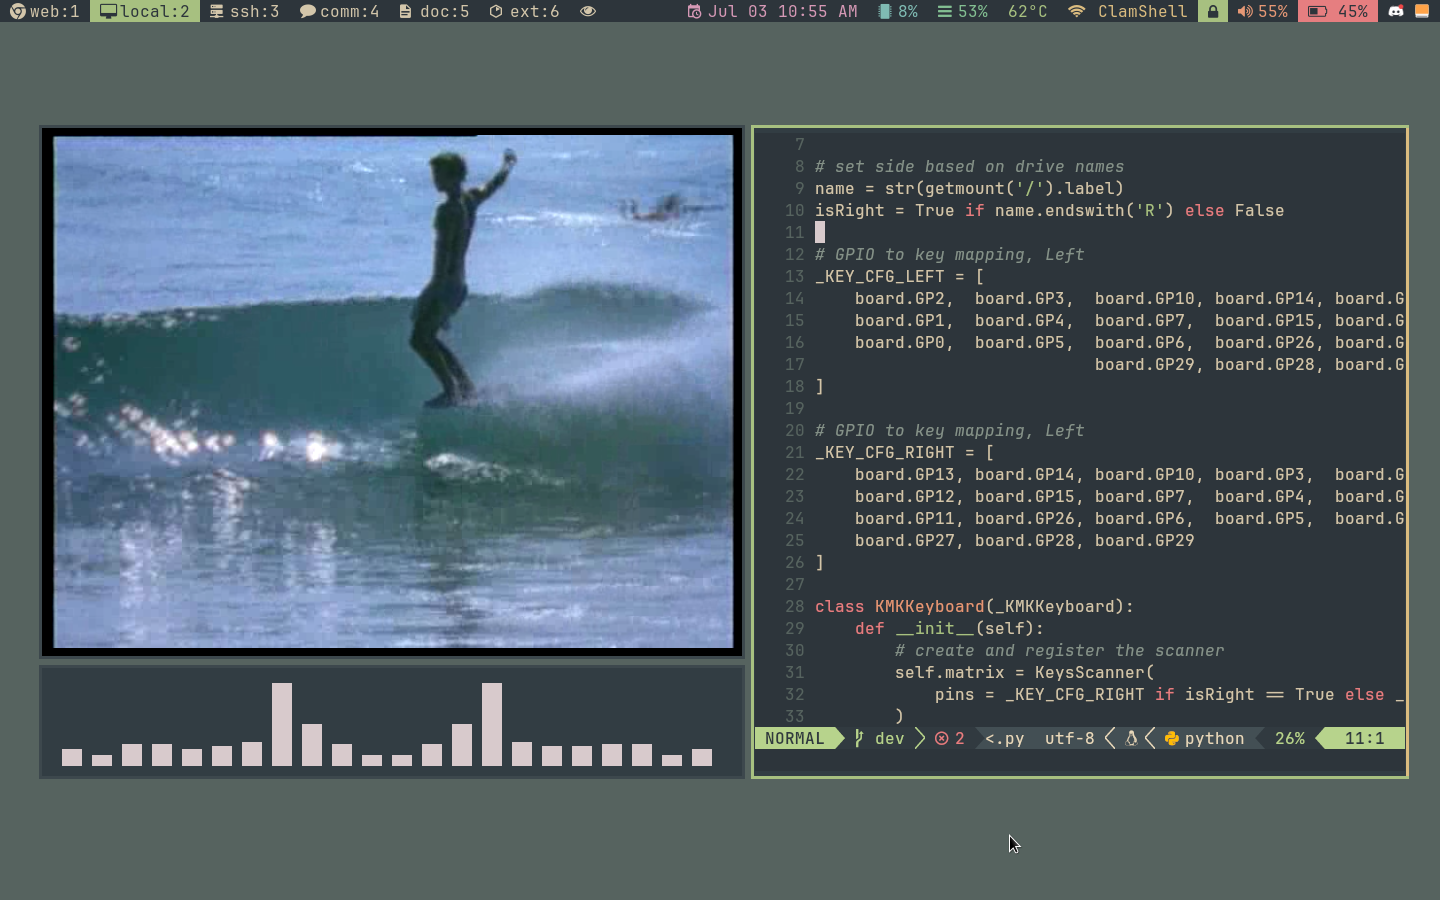 web:1 local:2 ssh:3 comm:4 doc:5 ext:6 Jul 03 10:55 AM 8% 53% 62°C ClamShell 55% 45%
7
8 # set side based on drive names
9 name = str(getmount('/').label)
10 isRight = True if name.endswith('R') else False
11
12 # GPIO to key mapping, Left
13 _KEY_CFG_LEFT = [
14 board.GP2, board.GP3, board.GP10, board.GP14, board.G
15 board.GP1, board.GP4, board.GP7, board.GP15, board.G
16 board.GP0, board.GP5, board.GP6, board.GP26, board.G
17 board.GP29, board.GP28, board.G
18 ]
19
20 # GPIO to key mapping, Left
21 _KEY_CFG_RIGHT = [
22 board.GP13, board.GP14, board.GP10, board.GP3, board.G
23 board.GP12, board.GP15, board.GP7, board.GP4, board.G
24 board.GP11, board.GP26, board.GP6, board.GP5, board.G
25 board.GP27, board.GP28, board.GP29
26 ]
27
28 class KMKKeyboard(_KMKKeyboard):
29 def __init__(self):
30 # create and register the scanner
31 self.matrix = KeysScanner(
32 pins = _KEY_CFG_RIGHT if isRight == True else _
33 )
NORMAL dev 2 <.py utf-8 python 26% 11:1